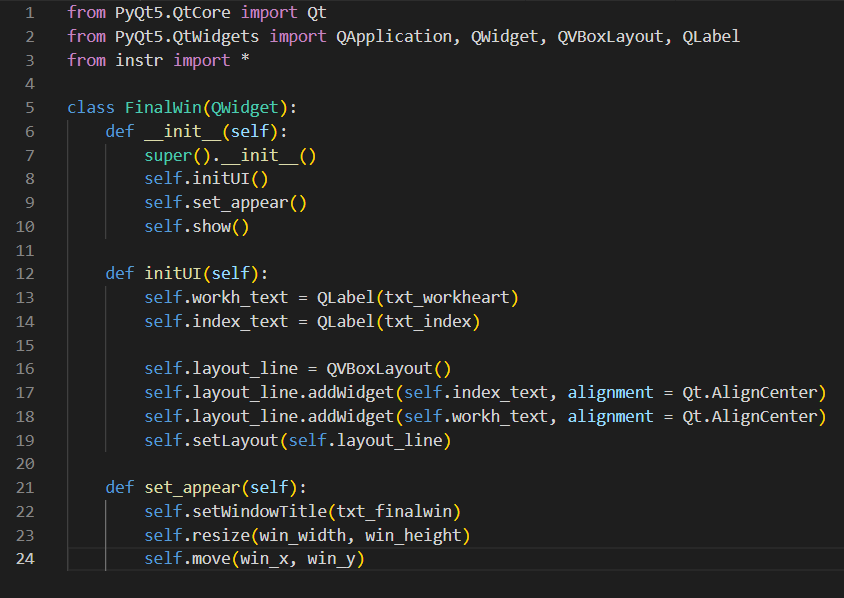 1 from PyQt5.QtCore import Qt
2 from PyQt5.QtWidgets import QApplication, QWidget, QVBoxLayout, QLabel
3 from instr import *
4
5 class FinalWin(QWidget):
6     def __init__(self):
7         super().__init__()
8         self.initUI()
9         self.set_appear()
10         self.show()
11
12     def initUI(self):
13         self.workh_text = QLabel(txt_workheart)
14         self.index_text = QLabel(txt_index)
15
16         self.layout_line = QVBoxLayout()
17         self.layout_line.addWidget(self.index_text, alignment = Qt.AlignCenter)
18         self.layout_line.addWidget(self.workh_text, alignment = Qt.AlignCenter)
19         self.setLayout(self.layout_line)
20
21     def set_appear(self):
22         self.setWindowTitle(txt_finalwin)
23         self.resize(win_width, win_height)
24         self.move(win_x, win_y)